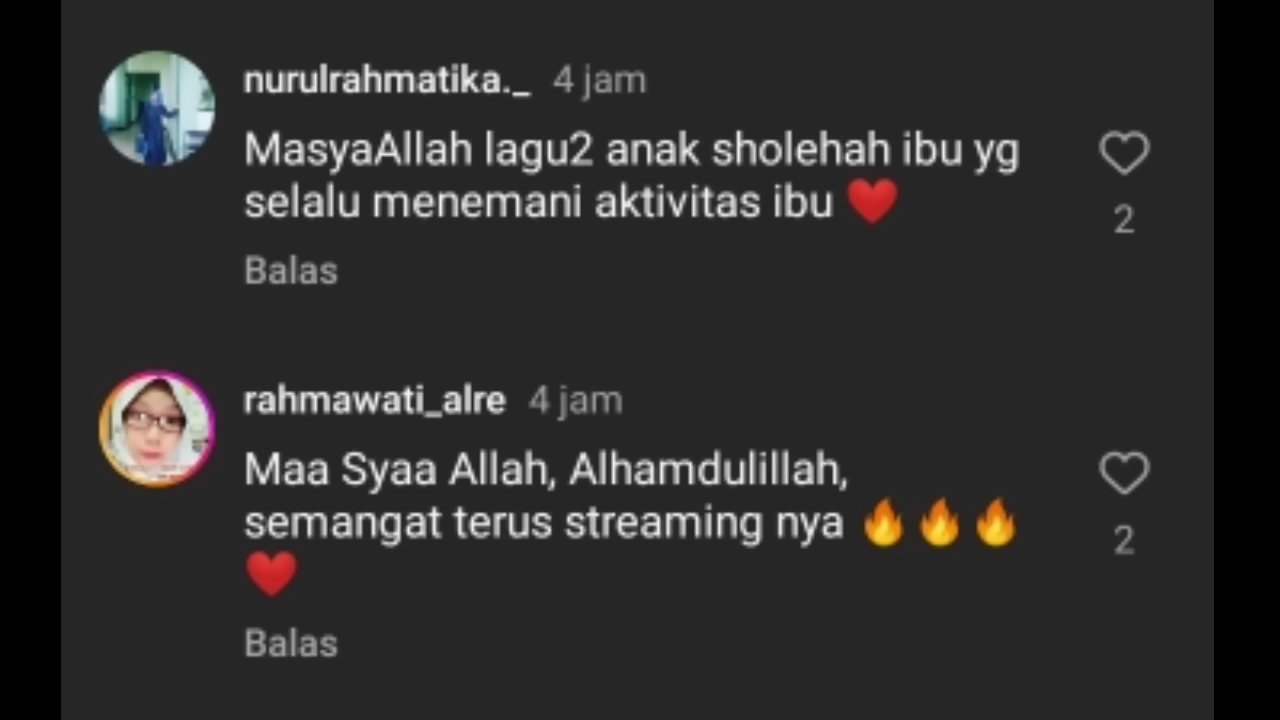 nurulrahmatika._ 4 jam
MasyaAllah lagu2 anak sholehah ibu yg
selalu menemani aktivitas ibu ❤️
2
Balas
rahmawati_alre 4 jam
Maa Syaa Allah, Alhamdulillah,
semangat terus streaming nya 🔥🔥🔥
❤️
2
Balas